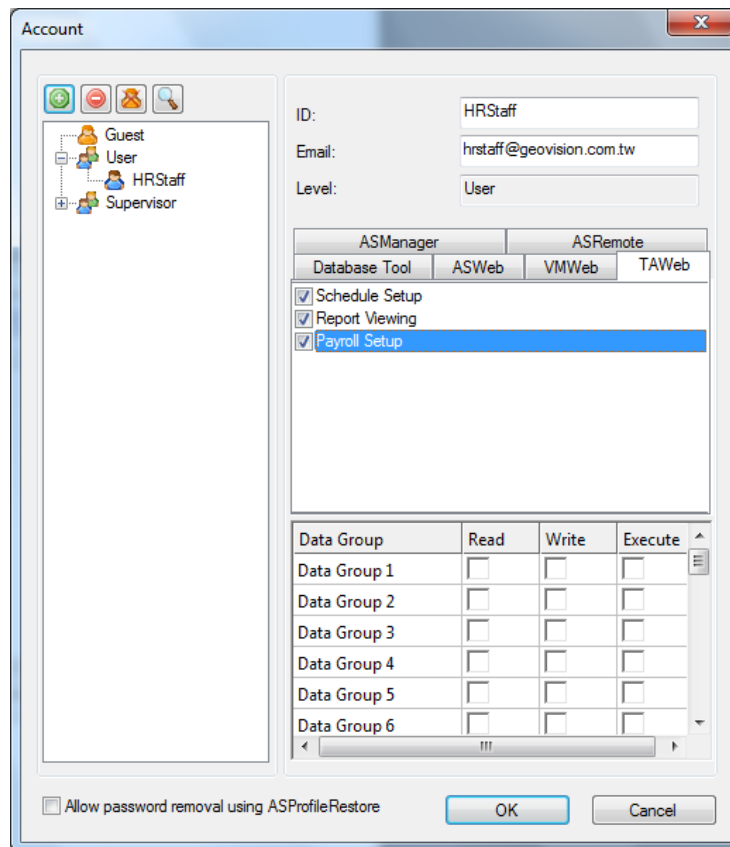 Account
Guest
User
HRStaff
Supervisor
ID: HRStaff
Email: hrstaff@geovision.com.tw
Level: User
ASManager ASRemote
Database Tool ASWeb VMWeb TAWeb
Schedule Setup
Report Viewing
Payroll Setup
Data Group Read Write Execute
Data Group 1
Data Group 2
Data Group 3
Data Group 4
Data Group 5
Data Group 6
Allow password removal using ASProfileRestore
OK Cancel